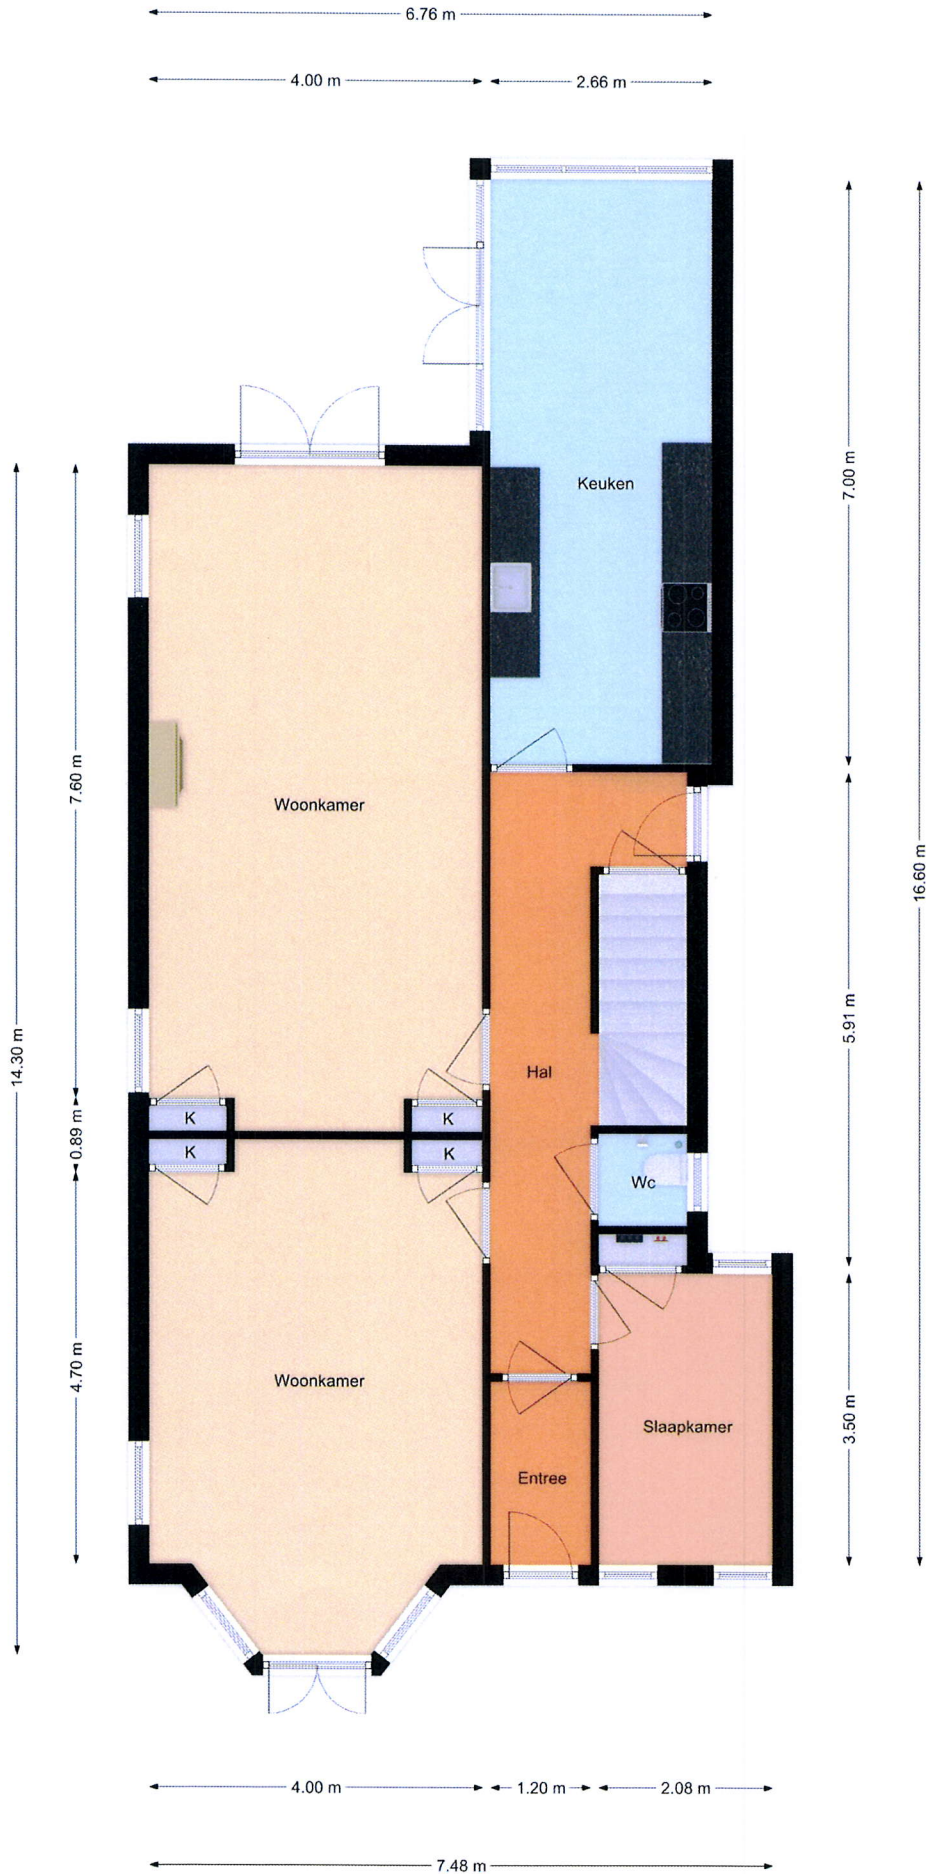 6.76 m
4.00 m
2.66 m
Keuken
7.00 m
7.60 m
Woonkamer
16.60 m
14.30 m
Hal
5.91 m
K
K
0.89 m
K
K
Wc
4.70 m
Woonkamer
Slaapkamer
3.50 m
Entree
4.00 m
1.20 m
2.08 m
7.48 m